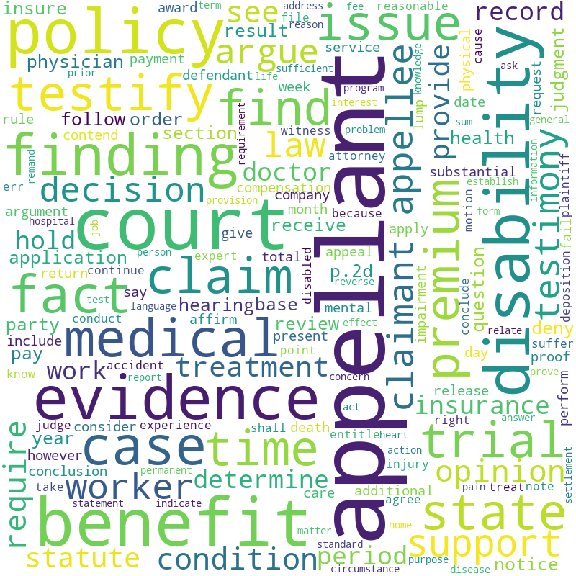 insure
award
term
address
file
fee
reasonable
reason
policy
see
issue
record
physician
payment
argue
result
service
cause
prior
defendant
life
sufficient
program
knowledge
physical
ask
testify
find
week
provide
date
request
general
judgment
rule
follow
order
requirement
interest
lump
sum
health
disability
contend
section
witness
problem
law
attorney
appellant
appellee
claimant
finding
doctor
compensation
company
substantial
establish
information
remand
err
decision
month
because
motion
form
plaintiff
argument
provision
receive
premium
testimony
hospital
job
court
give
appeal
apply
fail
hold
person
expert
disabled
p.2d
question
deposition
application
claim
total
reverse
impairment
conclude
fact
return
continue
language
hearing
base
mental
relate
deny
test
say
party
conduct
affirm
review
effect
day
suffer
include
medical
present
point
proof
pay
know
work
accident
treatment
concern
release
prove
report
act
perform
evidence
judge
experience
shall
death
entitle
heart
insurance
right
answer
however
consider
case
time
action
trial
year
determine
injury
opinion
settlement
require
conclusion
permanent
care
additional
pain
treat
note
take
worker
statement
indicate
agree
state
benefit
matter
home
support
standard
period
purpose
statute
condition
circumstance
disease
notice